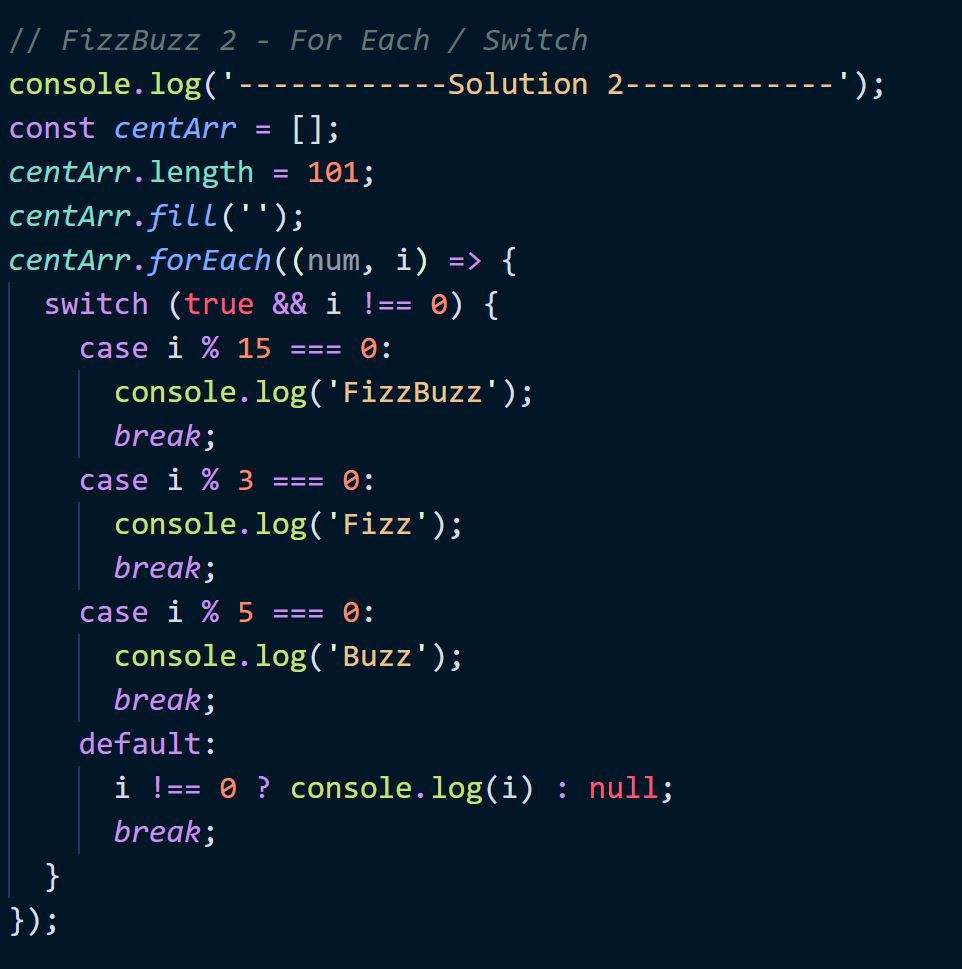 // FizzBuzz 2 - For Each / Switch
console.log('------------Solution 2------------');
const centArr = [];
centArr.length = 101;
centArr.fill('');
centArr.forEach((num, i) => {
  switch (true && i !== 0) {
    case i % 15 === 0:
      console.log('FizzBuzz');
      break;
    case i % 3 === 0:
      console.log('Fizz');
      break;
    case i % 5 === 0:
      console.log('Buzz');
      break;
    default:
      i !== 0 ? console.log(i) : null;
      break;
  }
});